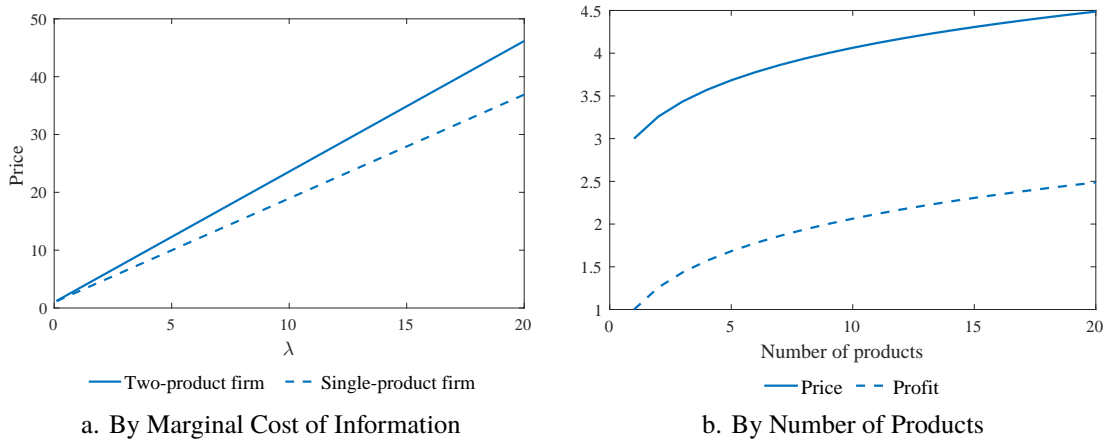 50
40
30
20
10
0
Price
0 5 10 15 20
λ
Two-product firm Single-product firm
a. By Marginal Cost of Information
4.5
4
3.5
3
2.5
2
1.5
1
0 5 10 15 20
Number of products
Price Profit
b. By Number of Products